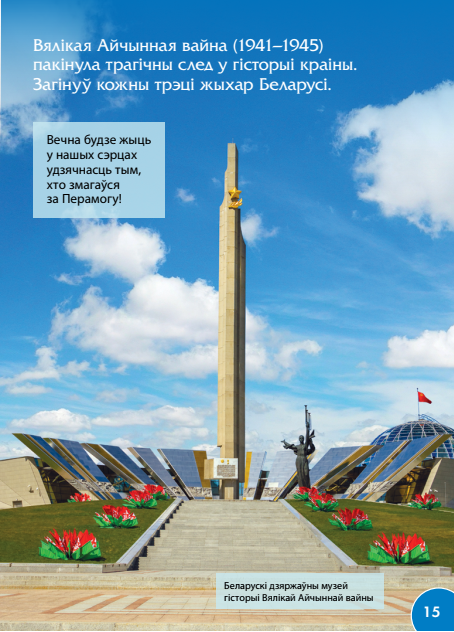 Вялікая Айчынная вайна (1941–1945)
пакінула трагічны след у гісторыі краіны.
Загінуў кожны трэці жыхар Беларусі.
Вечна будзе жыць
у нашых сэрцах
удзячнасць тым,
хто змагаўся
за Перамогу!
Беларускі дзяржаўны музей
гісторыі Вялікай Айчыннай вайны
15